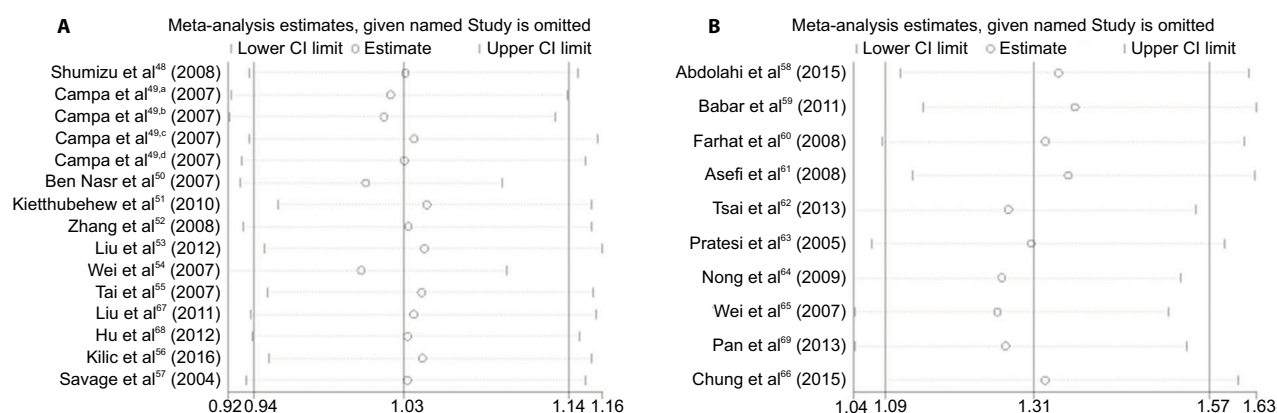 A
Meta-analysis estimates, given named Study is omitted
Lower CI limit Estimate Upper CI limit
Shumizu et al48 (2008)
Campa et al49,a (2007)
Campa et al49,b (2007)
Campa et al49,c (2007)
Campa et al49,d (2007)
Ben Nasr et al50 (2007)
Kietthubehew et al51 (2010)
Zhang et al52 (2008)
Liu et al53 (2012)
Wei et al54 (2007)
Tai et al55 (2007)
Liu et al67 (2011)
Hu et al68 (2012)
Kilic et al56 (2016)
Savage et al57 (2004)
0.92 0.94 1.03 1.14 1.16
B
Meta-analysis estimates, given named Study is omitted
Lower CI limit Estimate Upper CI limit
Abdolahi et al58 (2015)
Babar et al59 (2011)
Farhat et al60 (2008)
Asefi et al61 (2008)
Tsai et al62 (2013)
Pratesi et al63 (2005)
Nong et al64 (2009)
Wei et al65 (2007)
Pan et al69 (2013)
Chung et al66 (2015)
1.04 1.09 1.31 1.57 1.63